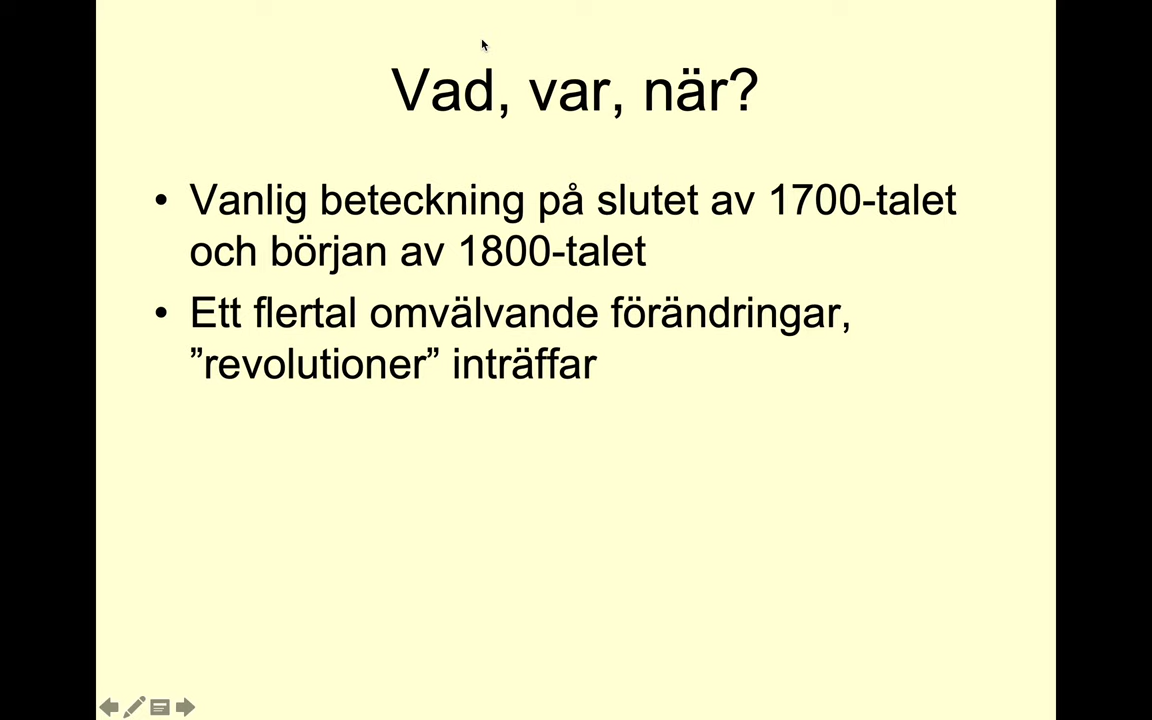 Vad, var, när?
• Vanlig beteckning på slutet av 1700-talet
och början av 1800-talet
• Ett flertal omvälvande förändringar,
”revolutioner” inträffar